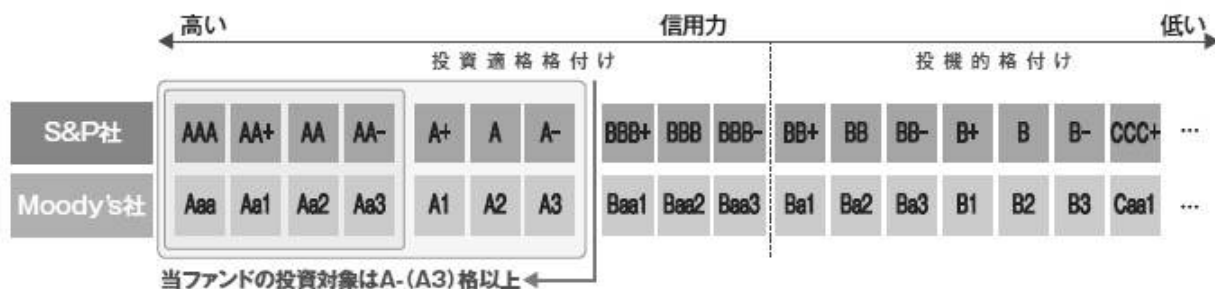 高い 信用力 低い
投資適格格付け 投機的格付け
S&P社 AAA AA+ AA AA- A+ A A- BBB+ BBB BBB- BB+ BB BB- B+ B B- CCC+ …
Moody's社 Aaa Aa1 Aa2 Aa3 A1 A2 A3 Baa1 Baa2 Baa3 Ba1 Ba2 Ba3 B1 B2 B3 Caa1 …
当ファンドの投資対象はA-(A3)格以上